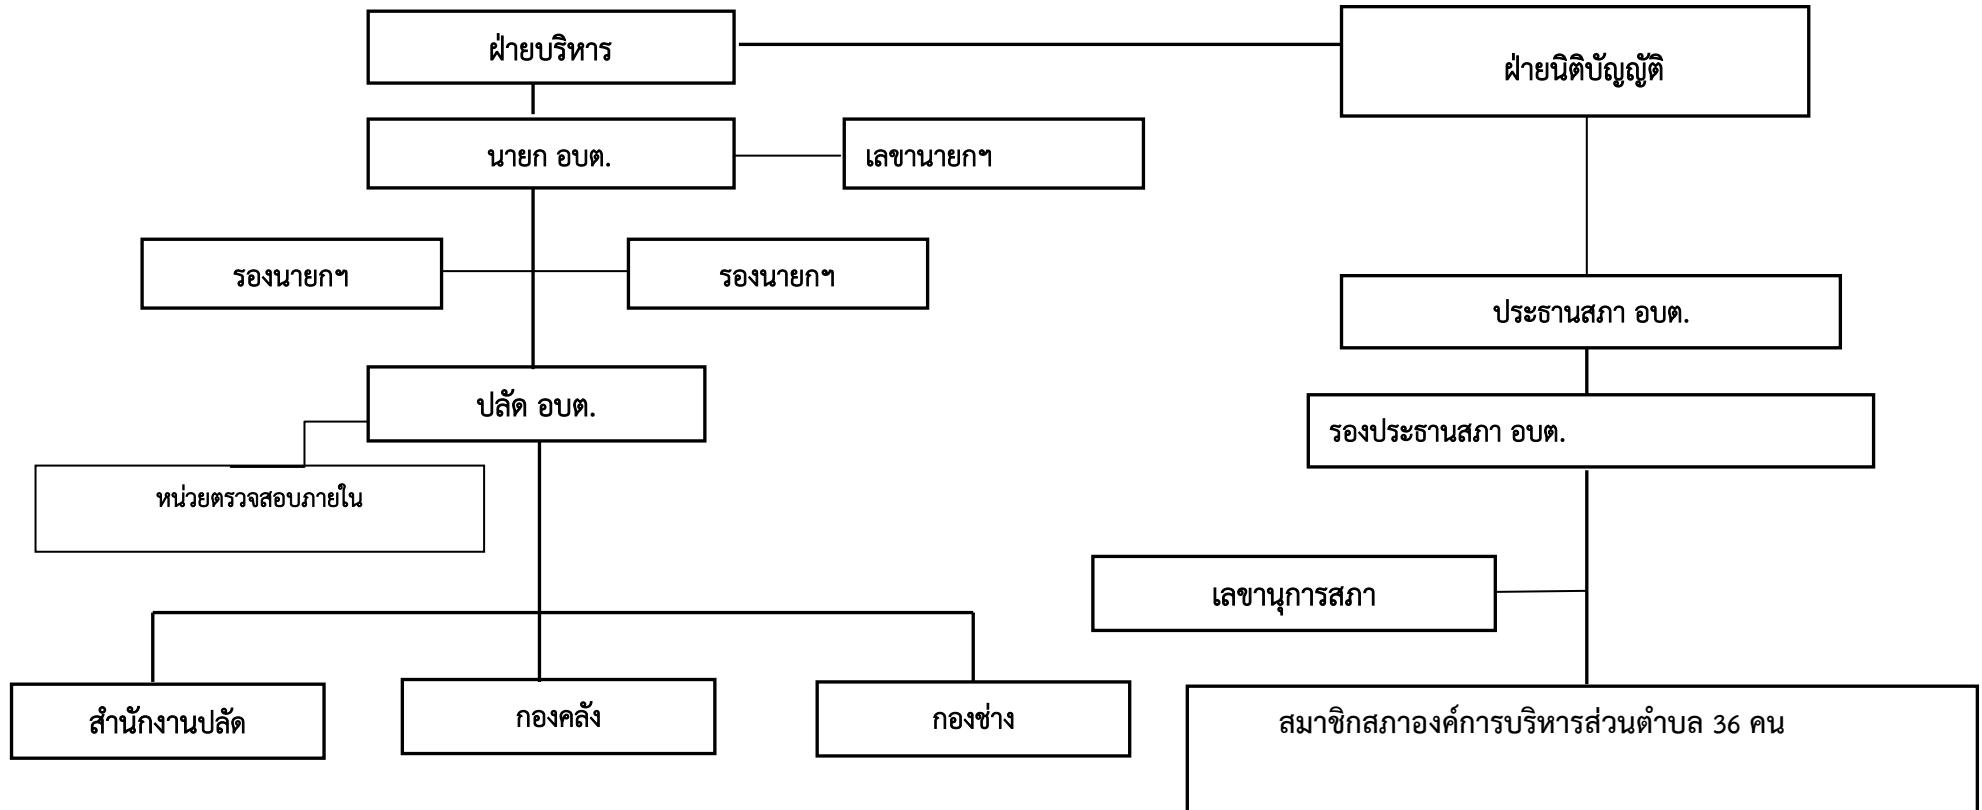 ฝ่ายบริหาร
ฝ่ายนิติบัญญัติ
นายก อบต.
เลขานายกฯ
รองนายกฯ
รองนายกฯ
ประธานสภา อบต.
ปลัด อบต.
รองประธานสภา อบต.
หน่วยตรวจสอบภายใน
เลขานุการสภา
สำนักงานปลัด
กองคลัง
กองช่าง
สมาชิกสภาองค์การบริหารส่วนตำบล 36 คน